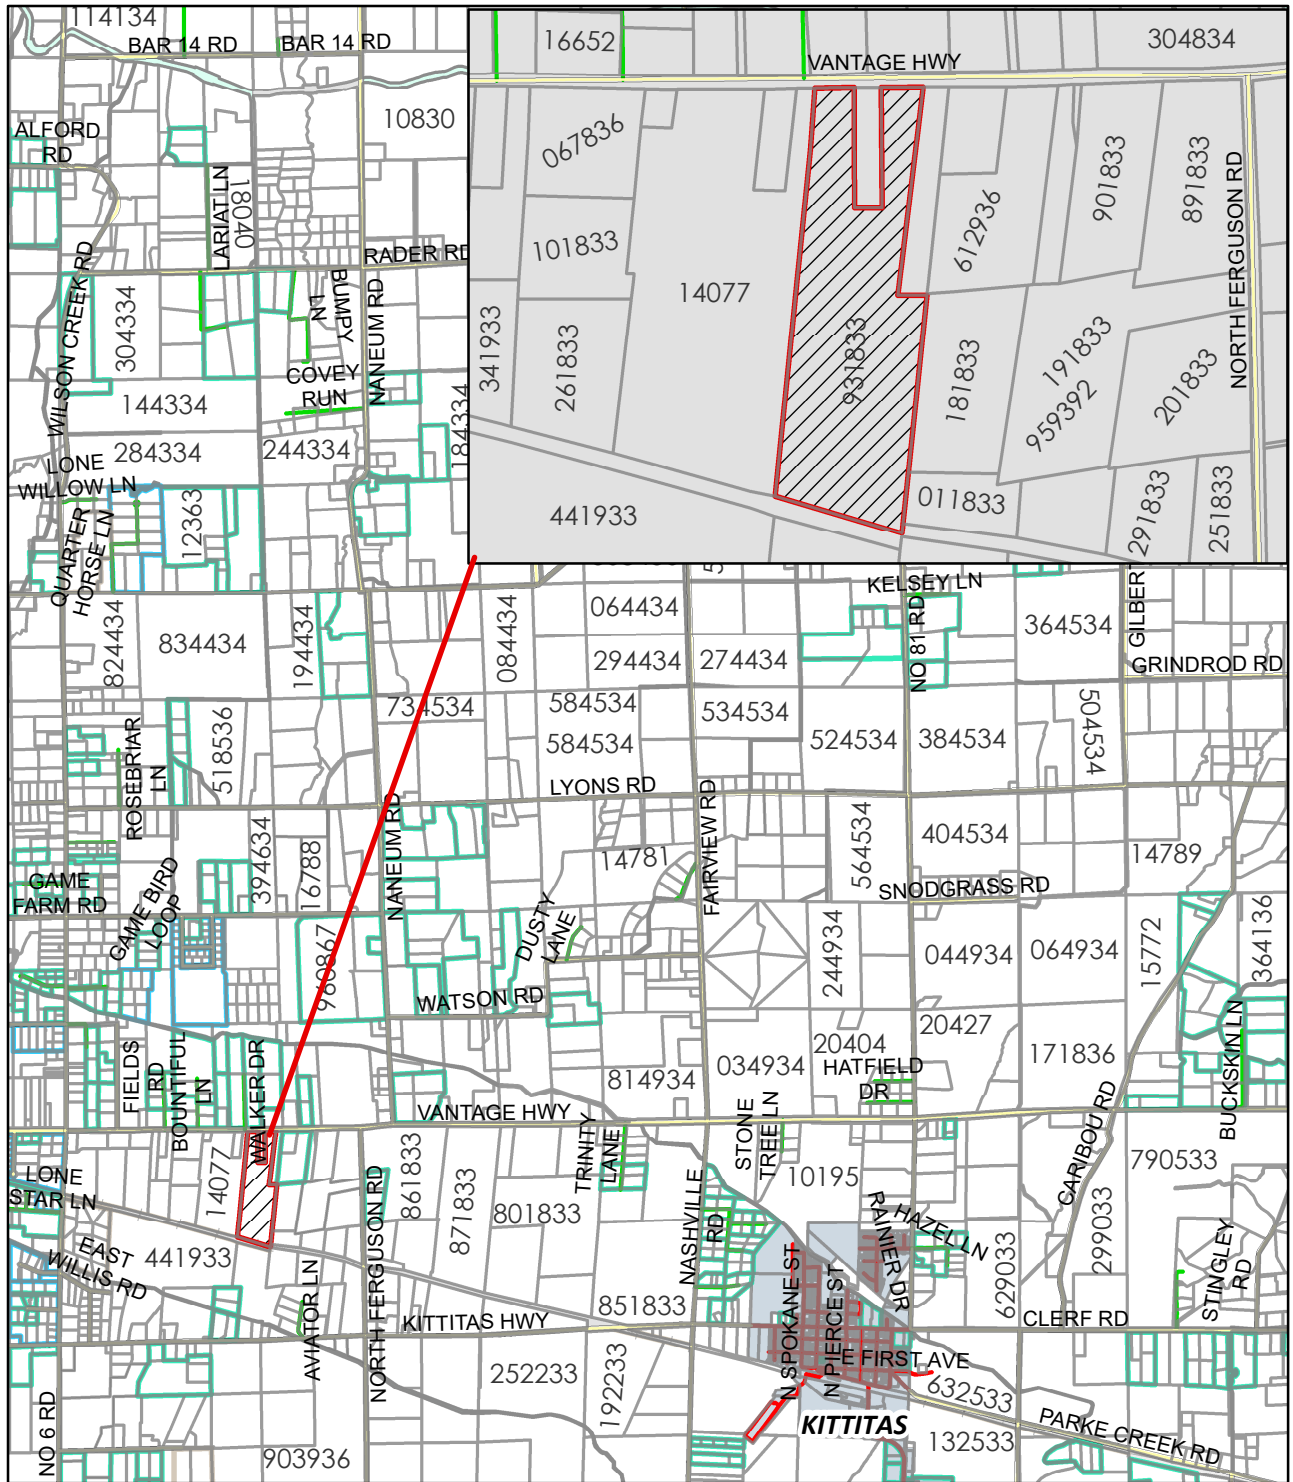 114134
BAR 14 RD
BAR 14 RD
16652
304834
VANTAGE HWY
10830
ALFORD
RD
067836
901833
891833
LARIAT LN
18040
612936
NORTH FERGUSON RD
101833
RADER RD
WILSON CREEK RD
14077
BUMPY
LN
NANEUM RD
304334
341933
261833
931833
181833
191833
959392
201833
COVEY
RUN
144334
184334
284334
244334
LONE
WILLOW LN
011833
291833
251833
441933
12363
QUARTER
HORSE LN
KELSEY LN
064434
NO 81 RD
364534
GILBER
824434
834434
194434
084434
294434
274434
GRINDROD RD
734534
584534
534534
504534
ROSEBRIAR
LN
518536
584534
524534
384534
LYONS RD
NANEUM RD
FAIRVIEW RD
394634
16788
14781
564534
404534
14789
GAME
FARM RD
SNODGRASS RD
GAME BIRD
LOOP
DUSTY
LANE
960867
244934
044934
064934
15772
364136
WATSON RD
20427
FIELDS
RD
BOUNTIFUL
LN
WALKER DR
034934
20404
171836
BUCKSKIN LN
814934
HATFIELD
DR
VANTAGE HWY
CARIBOU RD
TRINITY
LANE
STONE
TREE LN
LONE
STAR LN
14077
861833
871833
801833
10195
790533
NASHVILLE
RD
RAINIER DR
HAZEL LN
299033
EAST
WILLIS RD
441933
NORTH FERGUSON RD
629033
STINGLEY
RD
AVIATOR LN
851833
N SPOKANE ST
N PIERCE ST
KITTITAS HWY
CLERF RD
E FIRST AVE
252233
192233
632533
NO 6 RD
KITTITAS
PARKE CREEK RD
903936
132533